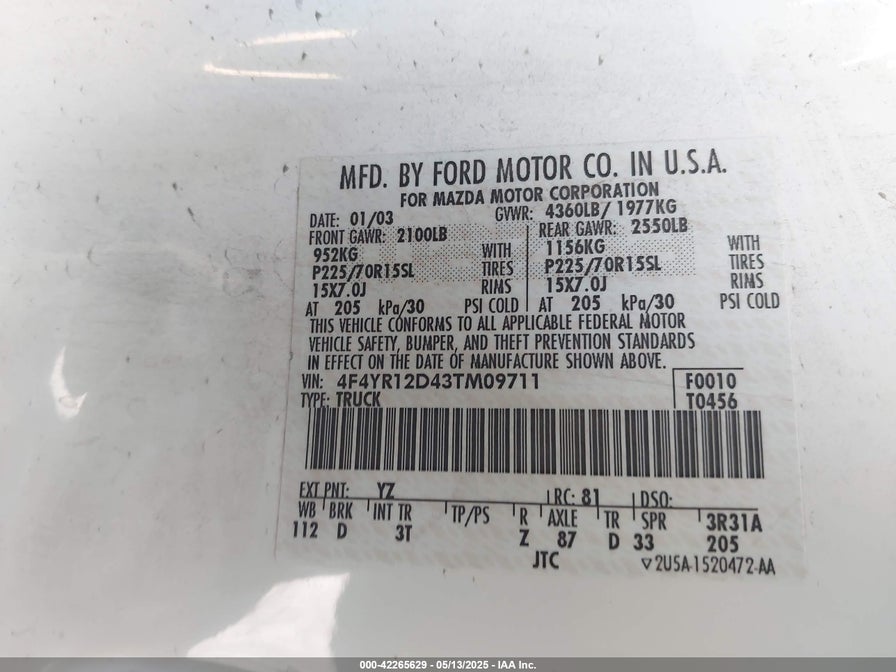 MFD. BY FORD MOTOR CO. IN U.S.A.
FOR MAZDA MOTOR CORPORATION
DATE: 01/03 GVWR: 4360LB/ 1977KG
FRONT GAWR: 2100LB REAR GAWR: 2550LB
952KG WITH 1156KG WITH
P225/70R15SL TIRES P225/70R15SL TIRES
15X7.0J RIMS 15X7.0J RIMS
AT 205 kPa/30 PSI COLD AT 205 kPa/30 PSI COLD
THIS VEHICLE CONFORMS TO ALL APPLICABLE FEDERAL MOTOR
VEHICLE SAFETY, BUMPER, AND THEFT PREVENTION STANDARDS
IN EFFECT ON THE DATE OF MANUFACTURE SHOWN ABOVE.
VIN: 4F4YR12D43TM09711 F0010
TYPE: TRUCK T0456
EXT PNT: YZ RC: 81 DSO:
WB BRK INT TR TP/PS R AXLE TR SPR 3R31A
112 D 3T Z 87 D 33 205
JTC ▽2U5A-1520472-AA
000-42265629 - 05/13/2025 - IAA Inc.